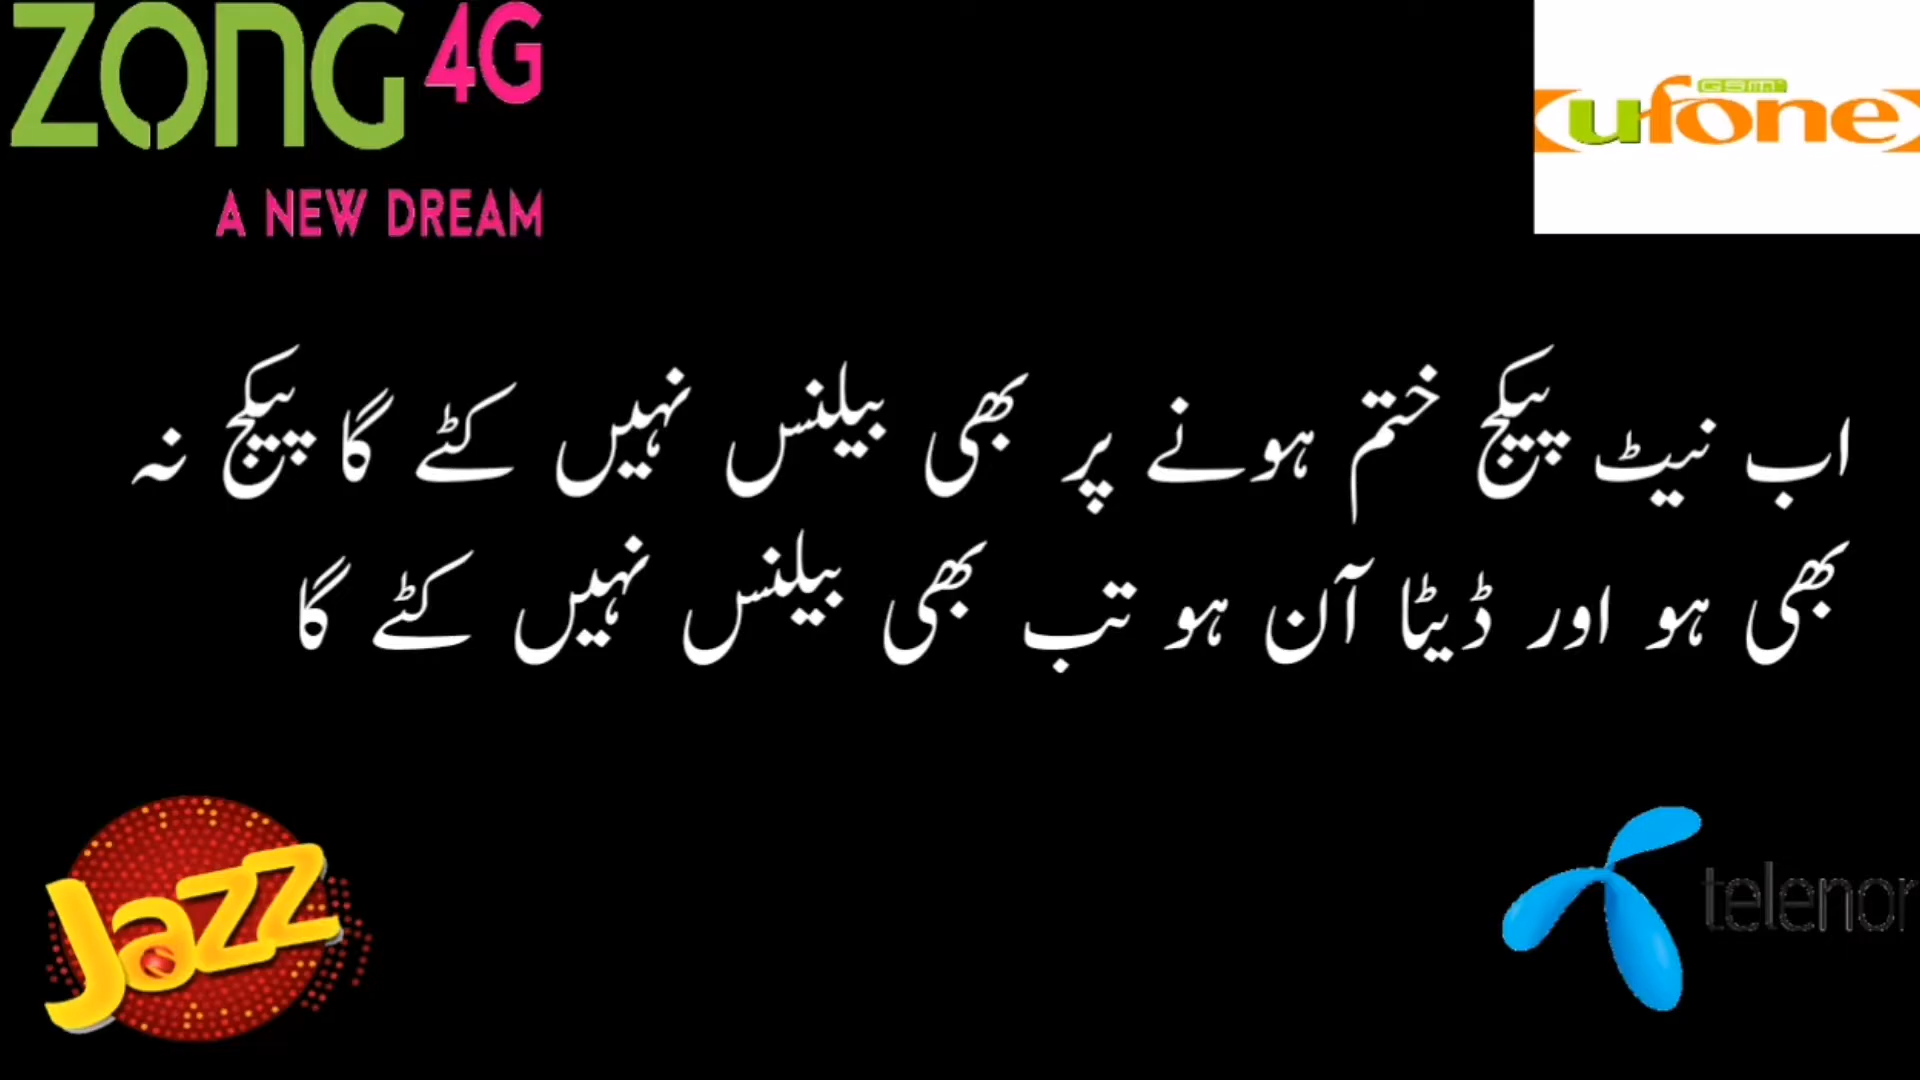 ZONG 4G
A NEW DREAM
GSM
ufone
اب نیٹ پیکج ختم ہونے پر بھی بیلنس نہیں کٹے گا پیکج نہ
بھی ہو اور ڈیٹا آن ہو تب بھی بیلنس نہیں کٹے گا
Jazz
telenor